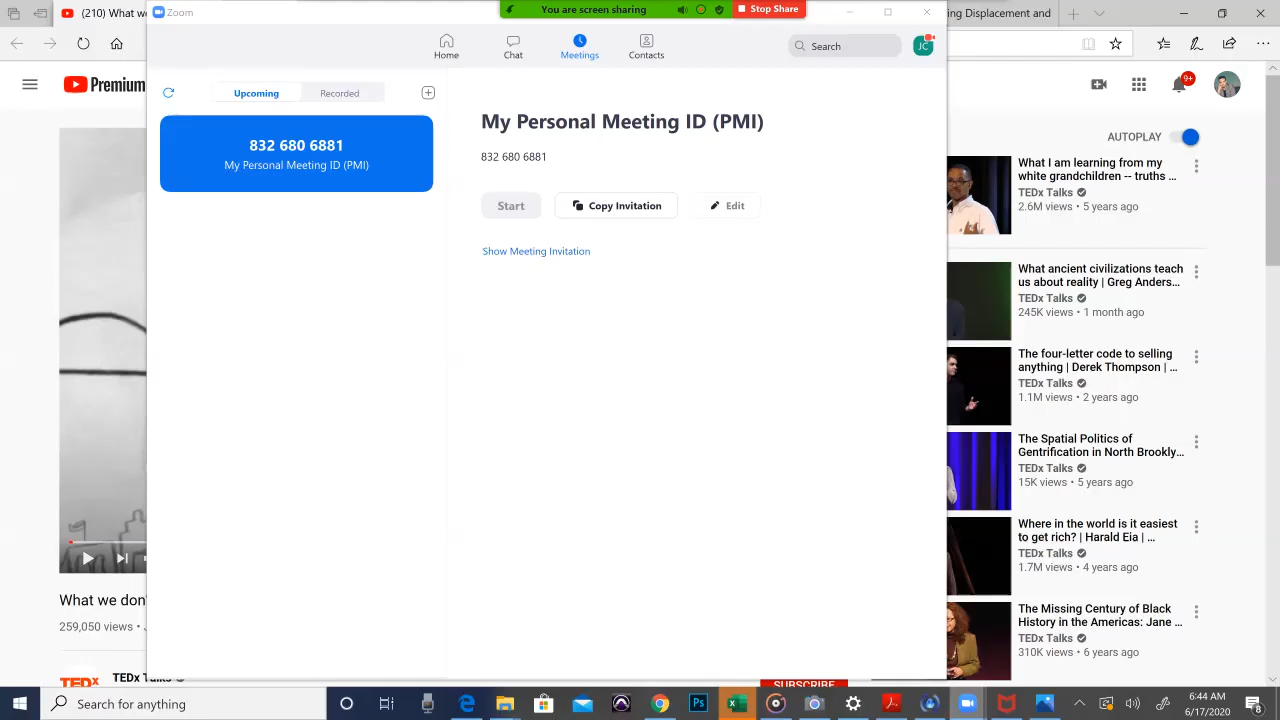 (210) What w
Zoom
You are screen sharing
Stop Share
ing Displacement and
Home
Chat
Meetings
Contacts
Search
JC
Premium
9+
Upcoming
Recorded
832 680 6881
My Personal Meeting ID (PMI)
My Personal Meeting ID (PMI)
832 680 6881
Start
Copy Invitation
Edit
Show Meeting Invitation
AUTOPLAY
What I am learning from my
white grandchildren -- truths ...
TEDx Talks
2.6M views • 5 years ago
What ancient civilizations teach
us about reality | Greg Anders...
TEDx Talks
245K views • 1 month ago
The four-letter code to selling
anything | Derek Thompson | ...
TEDx Talks
1.1M views • 2 years ago
The Spatial Politics of
Gentrification in North Brookly...
TEDx Talks
15K views • 5 years ago
Where in the world is it easiest
to get rich? | Harald Eia | ...
TEDx Talks
1.7M views • 4 years ago
The Missing Century of Black
History in the Americas: Jane ...
TEDx Talks
310K views • 6 years ago
What we don'
259,050 views •
TEDx
TEDx Talks
SUBSCRIBE
Search for anything
Ps
6:44 AM
6/17/2020